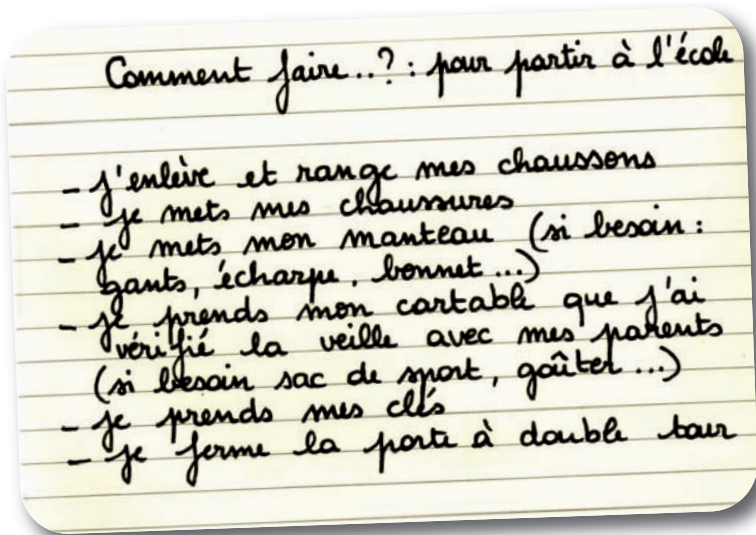 Comment faire..? : pour partir à l'école
- j'enlève et range mes chaussons
- je mets mes chaussures
- je mets mon manteau (si besoin :
gants, écharpe, bonnet ...)
- je prends mon cartable que j'ai
vérifié la veille avec mes parents
(si besoin sac de sport, goûter ...)
- je prends mes clés
- je ferme la porte à double tour